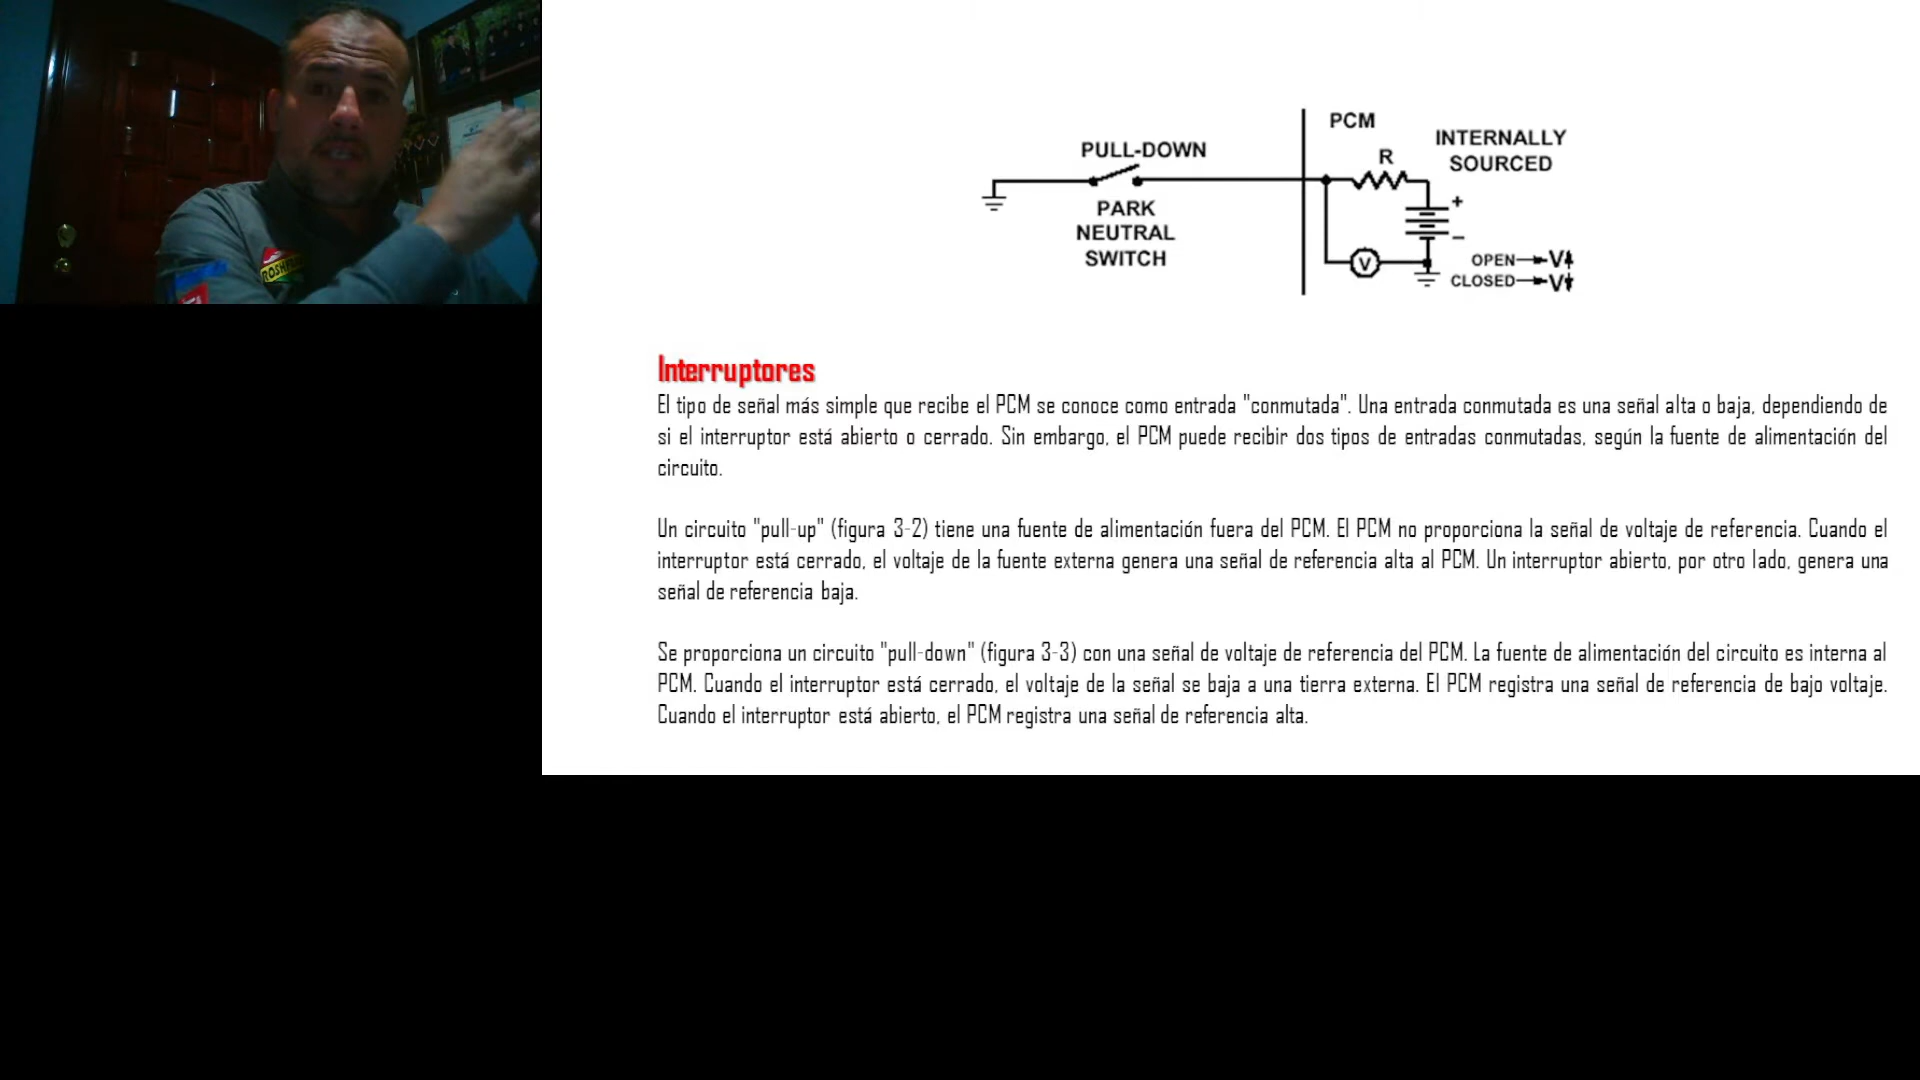 PCM
INTERNALLY
SOURCED
PULL-DOWN
R
PARK
NEUTRAL
SWITCH
+
−
V
OPEN V
CLOSED V
Interruptores
El tipo de señal más simple que recibe el PCM se conoce como entrada "conmutada". Una entrada conmutada es una señal alta o baja, dependiendo de
si el interruptor está abierto o cerrado. Sin embargo, el PCM puede recibir dos tipos de entradas conmutadas, según la fuente de alimentación del
circuito.
Un circuito "pull-up" (figura 3-2) tiene una fuente de alimentación fuera del PCM. El PCM no proporciona la señal de voltaje de referencia. Cuando el
interruptor está cerrado, el voltaje de la fuente externa genera una señal de referencia alta al PCM. Un interruptor abierto, por otro lado, genera una
señal de referencia baja.
Se proporciona un circuito "pull-down" (figura 3-3) con una señal de voltaje de referencia del PCM. La fuente de alimentación del circuito es interna al
PCM. Cuando el interruptor está cerrado, el voltaje de la señal se baja a una tierra externa. El PCM registra una señal de referencia de bajo voltaje.
Cuando el interruptor está abierto, el PCM registra una señal de referencia alta.